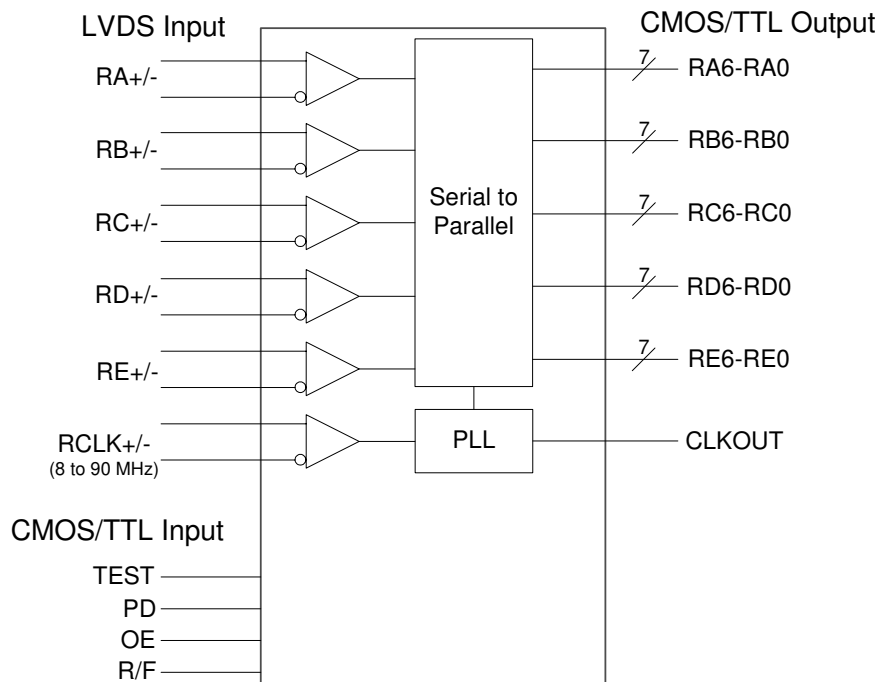 LVDS Input
CMOS/TTL Output
RA+/-
7
RA6-RA0
RB+/-
7
RB6-RB0
Serial to
Parallel
RC+/-
7
RC6-RC0
RD+/-
7
RD6-RD0
RE+/-
7
RE6-RE0
RCLK+/-
(8 to 90 MHz)
PLL
CLKOUT
CMOS/TTL Input
TEST
PD
OE
R/F